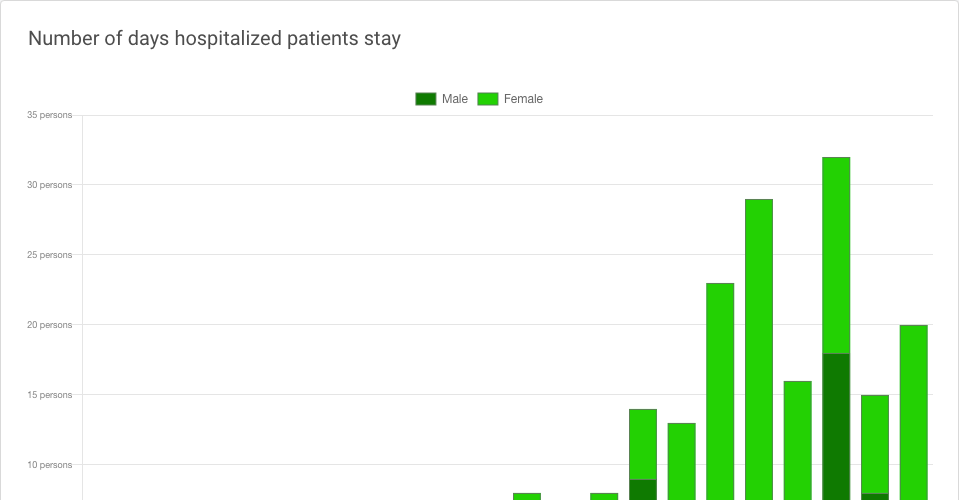 Number of days hospitalized patients stay
Male Female
35 persons
30 persons
25 persons
20 persons
15 persons
10 persons